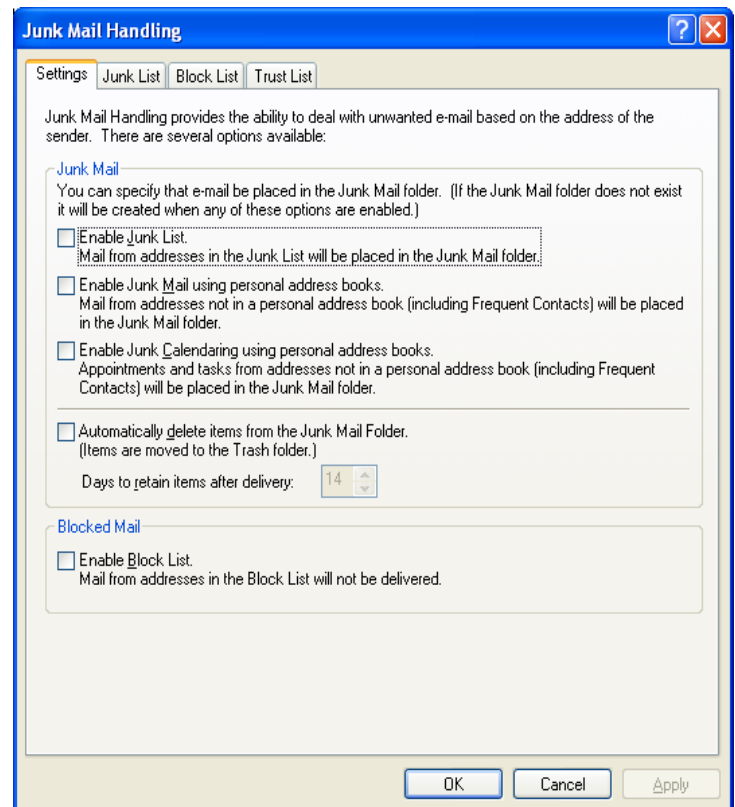 Junk Mail Handling
Settings Junk List Block List Trust List
Junk Mail Handling provides the ability to deal with unwanted e-mail based on the address of the
sender. There are several options available:
Junk Mail
You can specify that e-mail be placed in the Junk Mail folder. (If the Junk Mail folder does not exist
it will be created when any of these options are enabled.)
Enable Junk List.
Mail from addresses in the Junk List will be placed in the Junk Mail folder.
Enable Junk Mail using personal address books.
Mail from addresses not in a personal address book (including Frequent Contacts) will be placed
in the Junk Mail folder.
Enable Junk Calendaring using personal address books.
Appointments and tasks from addresses not in a personal address book (including Frequent
Contacts) will be placed in the Junk Mail folder.
Automatically delete items from the Junk Mail Folder.
(Items are moved to the Trash folder.)
Days to retain items after delivery: 14
Blocked Mail
Enable Block List.
Mail from addresses in the Block List will not be delivered.
OK Cancel Apply